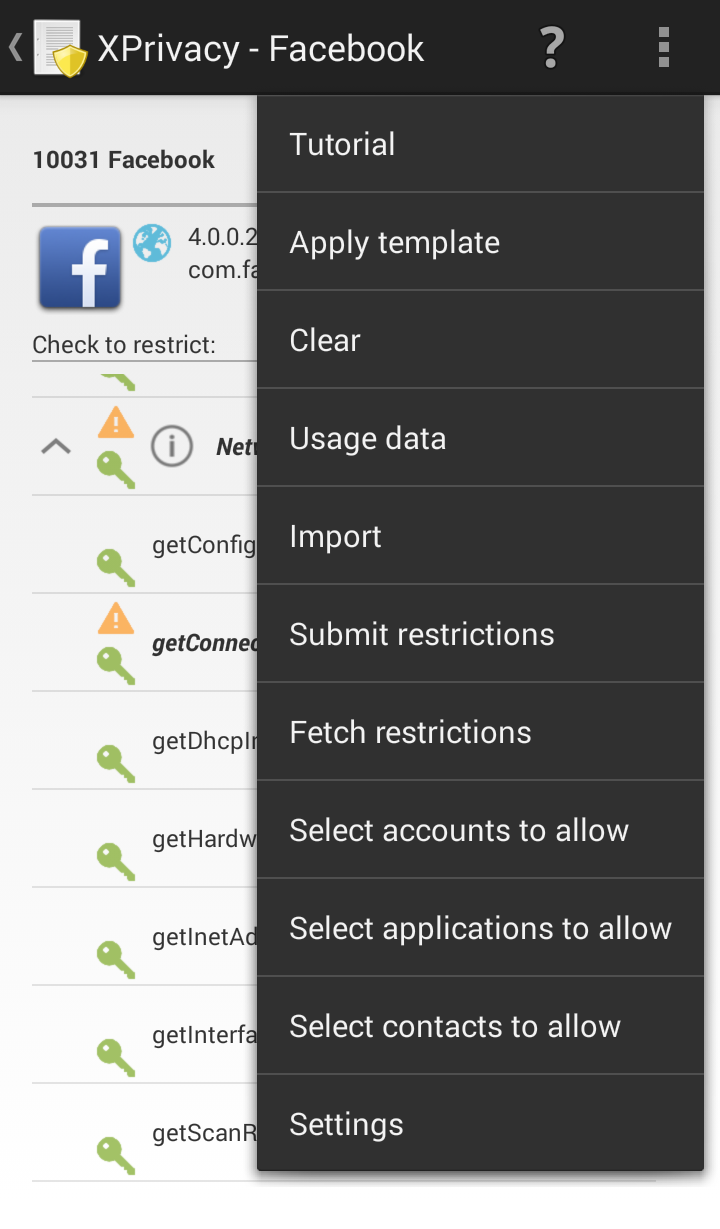 XPrivacy - Facebook ?
10031 Facebook
4.0.0.2
com.fa
Check to restrict:
Netw
getConfig
getConnec
getDhcpIn
getHardw
getInetAd
getInterfa
getScanR
Tutorial
Apply template
Clear
Usage data
Import
Submit restrictions
Fetch restrictions
Select accounts to allow
Select applications to allow
Select contacts to allow
Settings